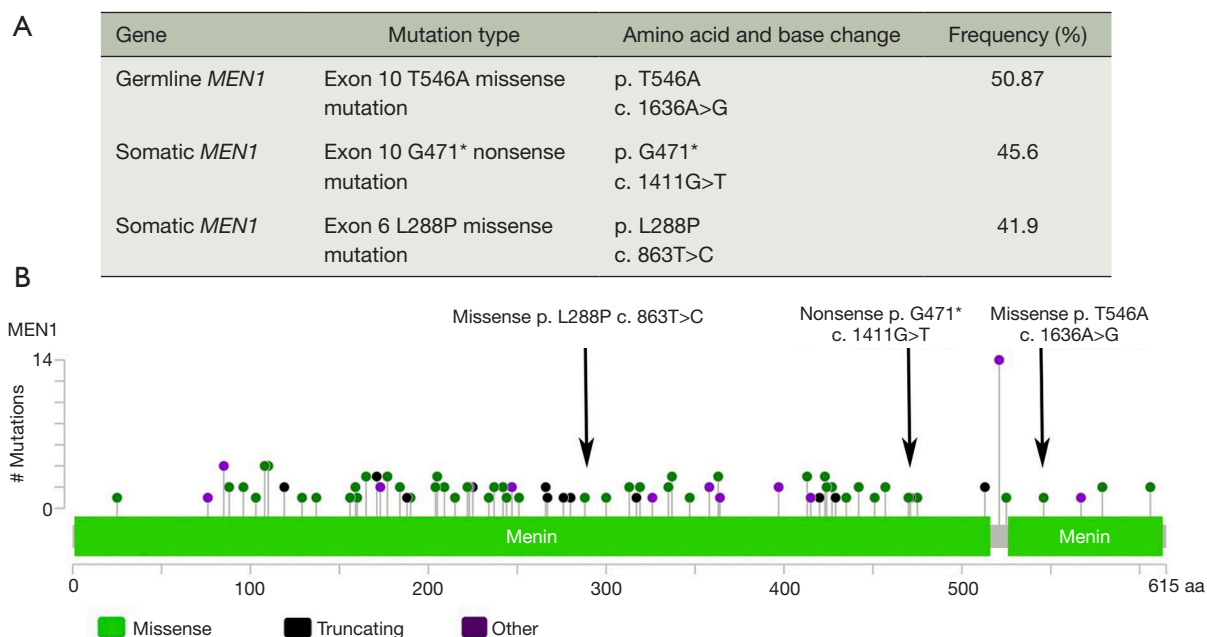 A
Gene Mutation type Amino acid and base change Frequency (%)
Germline MEN1 Exon 10 T546A missense p. T546A 50.87
mutation c. 1636A>G
Somatic MEN1 Exon 10 G471* nonsense p. G471* 45.6
mutation c. 1411G>T
Somatic MEN1 Exon 6 L288P missense p. L288P 41.9
mutation c. 863T>C
B
Missense p. L288P c. 863T>C Nonsense p. G471* Missense p. T546A
c. 1411G>T c. 1636A>G
MEN1
14
# Mutations
0
Menin Menin
0 100 200 300 400 500 615 aa
Missense Truncating Other